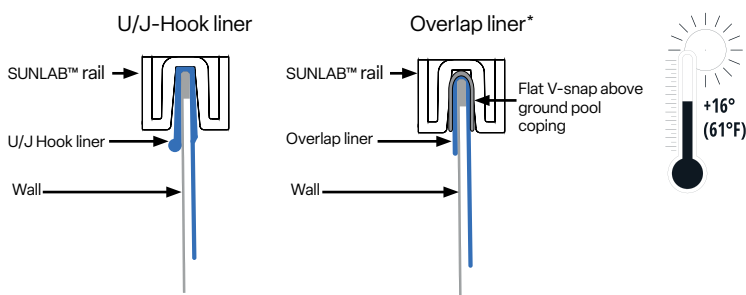 U/J-Hook liner
SUNLAB™ rail
U/J Hook liner
Wall
Overlap liner*
SUNLAB™ rail
Flat V-snap above
ground pool
coping
Overlap liner
Wall
+16°
(61°F)